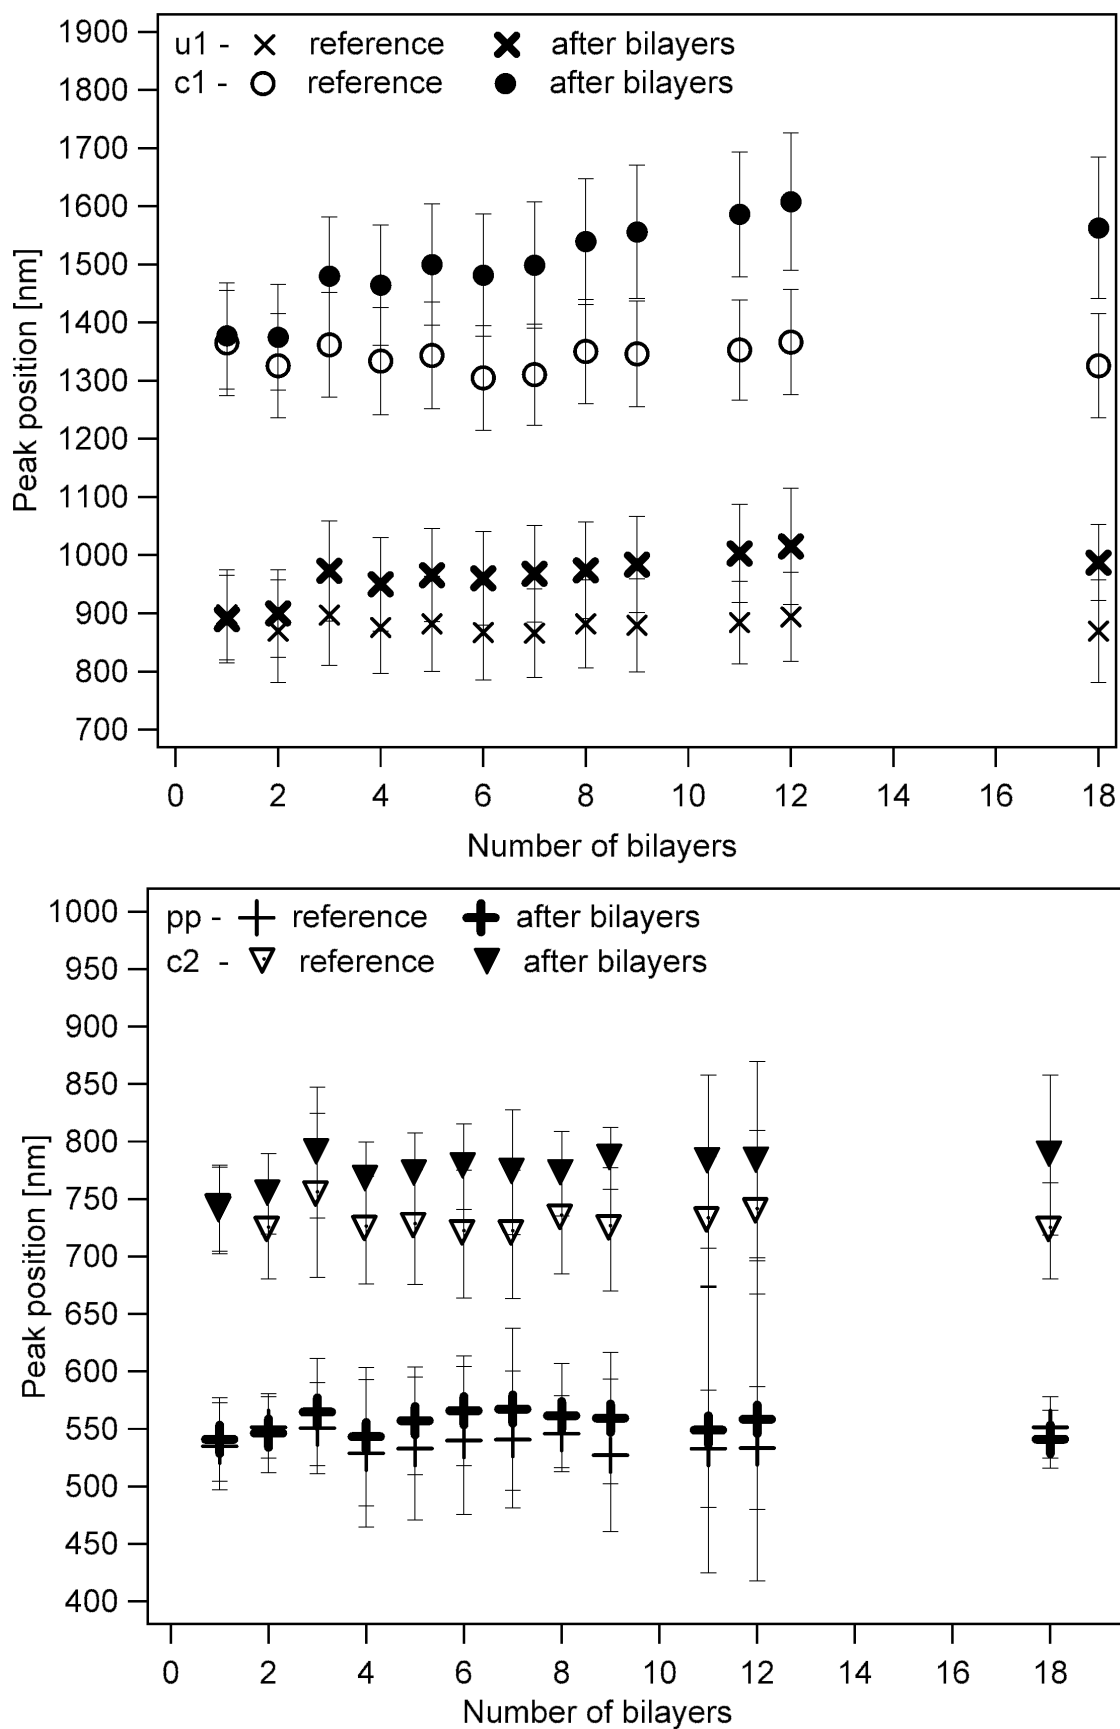 1900
1800
1700
1600
1500
1400
1300
1200
1100
1000
900
800
700
Peak position [nm]
u1 - reference after bilayers
c1 - reference after bilayers
0 2 4 6 8 10 12 14 16 18
Number of bilayers
1000
950
900
850
800
750
700
650
600
550
500
450
400
Peak position [nm]
pp - reference after bilayers
c2 - reference after bilayers
0 2 4 6 8 10 12 14 16 18
Number of bilayers